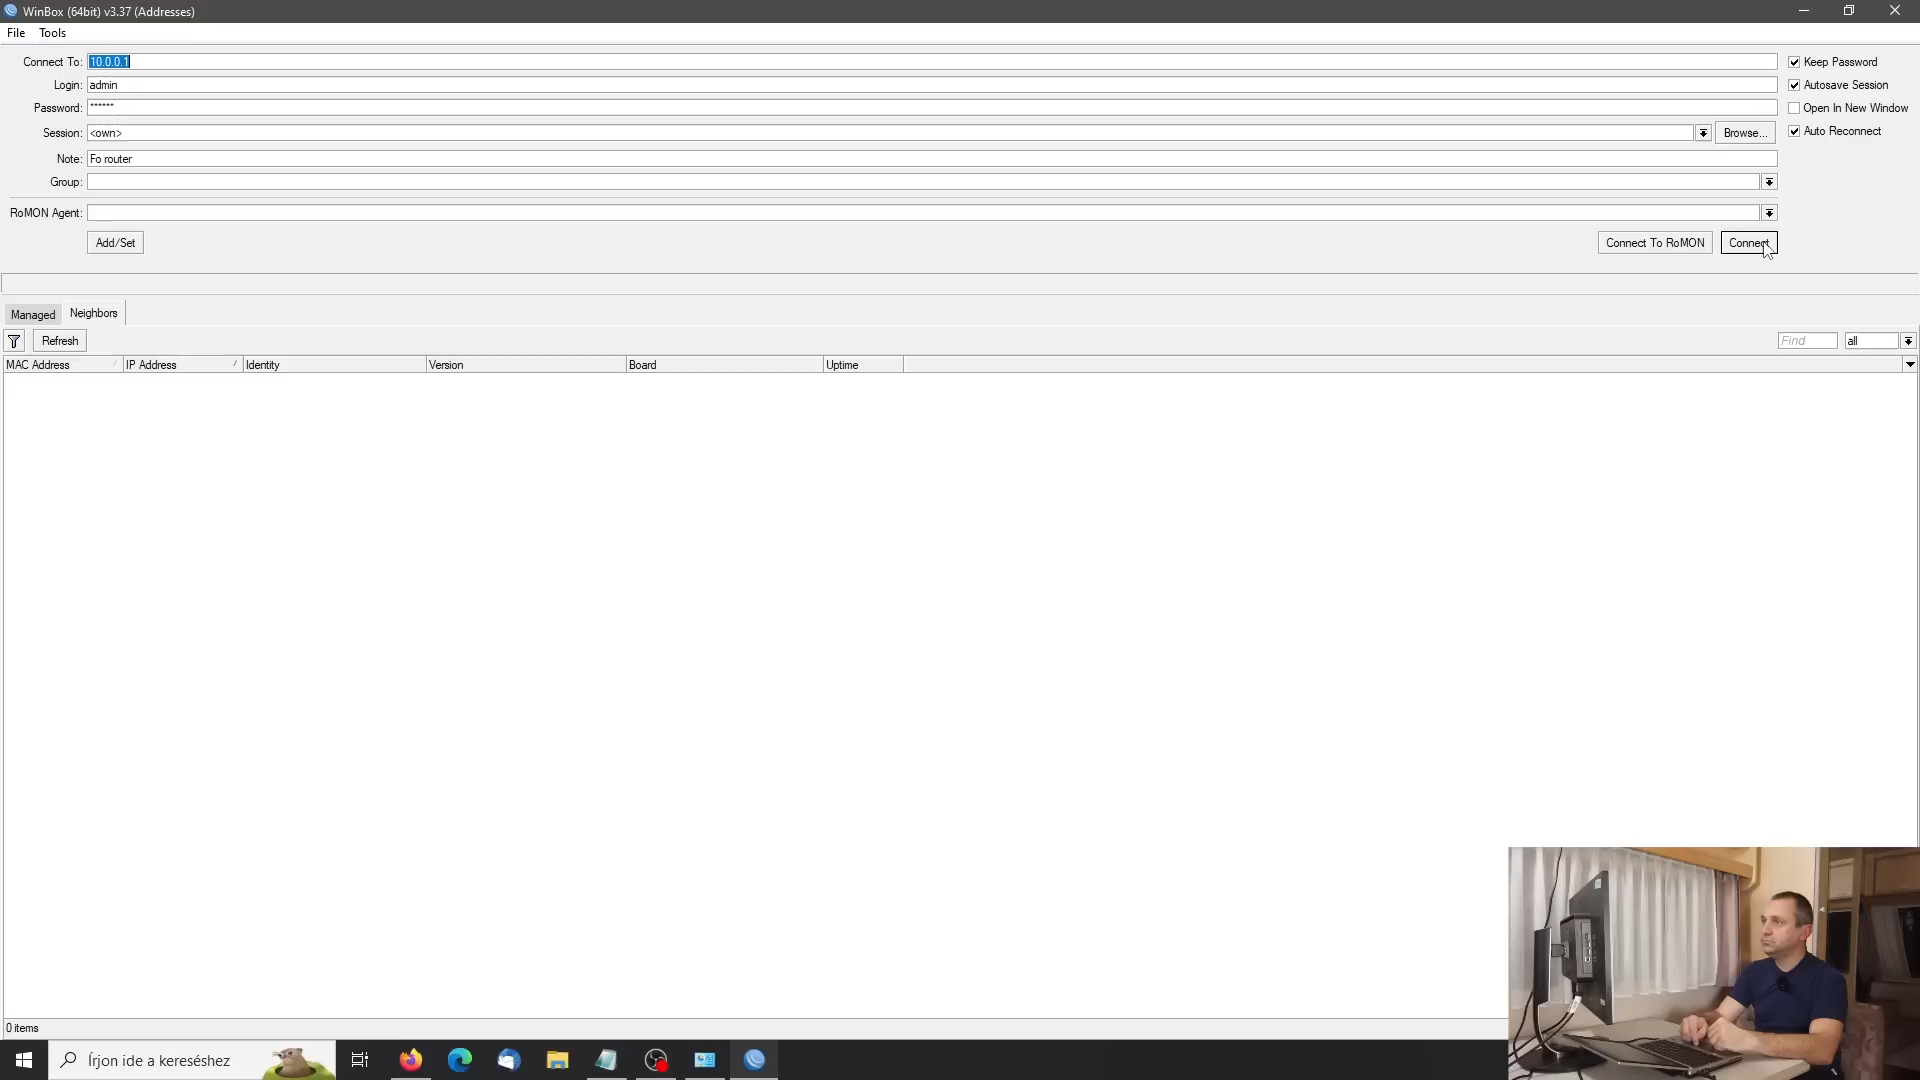 WinBox (64bit) v3.37 (Addresses)
File Tools
Connect To: 10.0.0.1
Keep Password
Login: admin
Autosave Session
Password: ******
Open In New Window
Session: <own>
Browse...
Auto Reconnect
Note: Fo router
Group:
RoMON Agent:
Add/Set
Connect To RoMON
Connect
Managed Neighbors
Refresh
Find
all
MAC Address IP Address Identity Version Board Uptime
0 items
Írjon ide a kereséshez